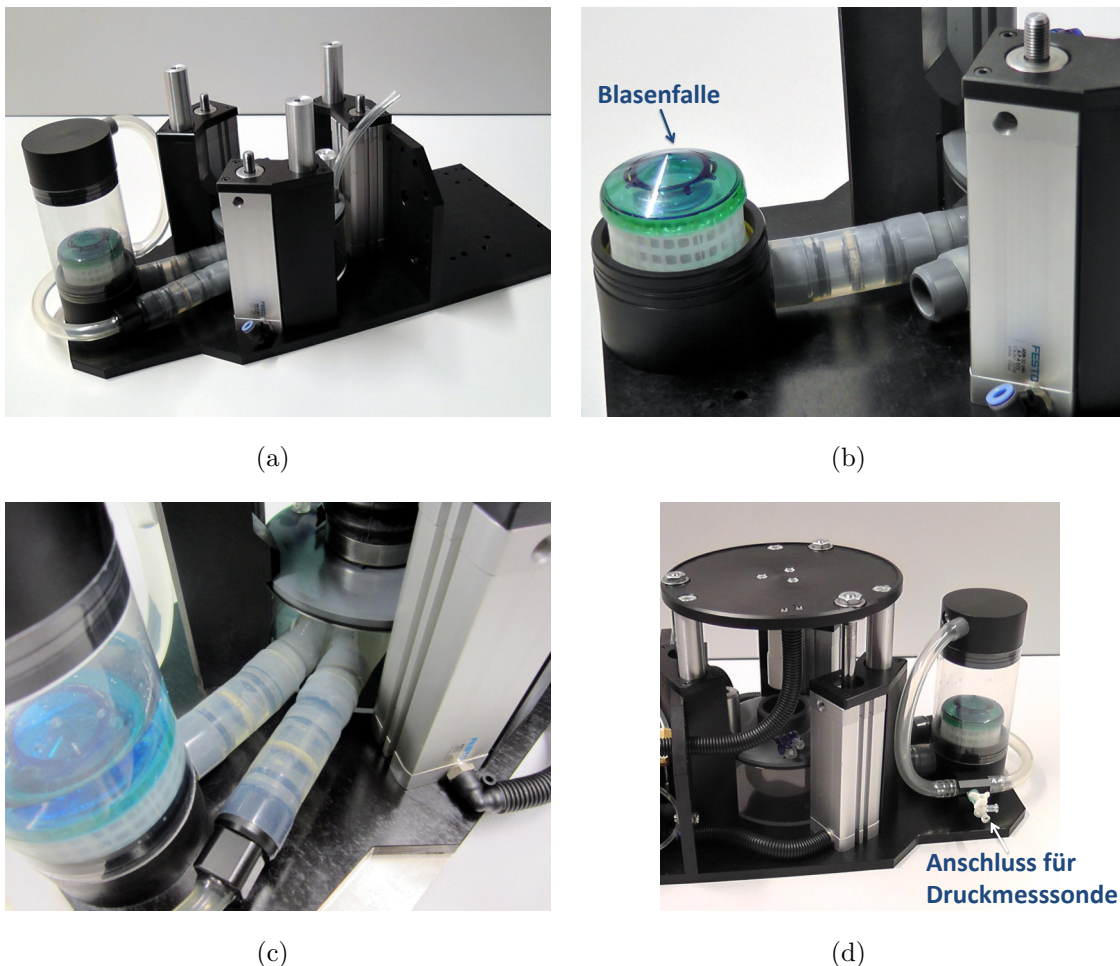 Blasenfalle
FESTO
(a)
(b)
Anschluss für
Druckmesssonde
(c)
(d)